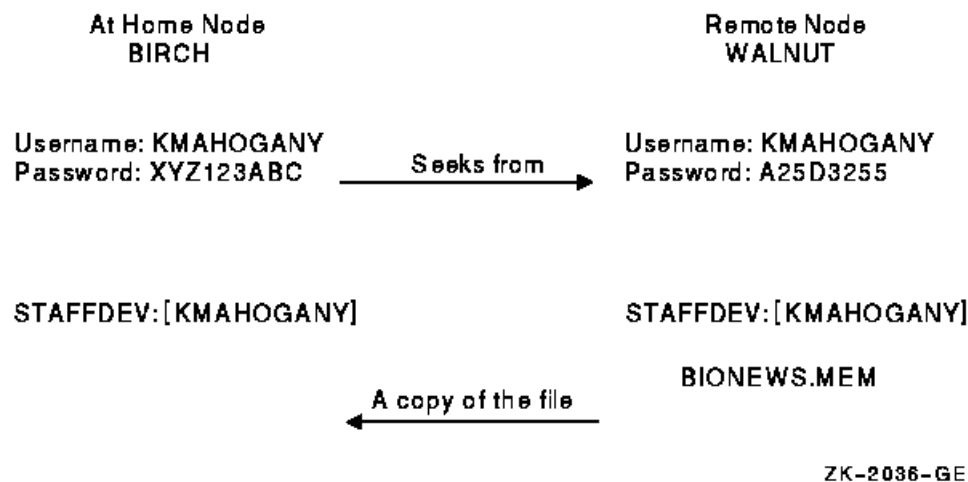 At Home Node
BIRCH
Remote Node
WALNUT
Username: KMAHOGANY
Password: XYZ123ABC
Seeks from
Username: KMAHOGANY
Password: A25D3255
STAFFDEV:[KMAHOGANY]
STAFFDEV:[KMAHOGANY]
BIONEWS.MEM
A copy of the file
ZK-2036-GE